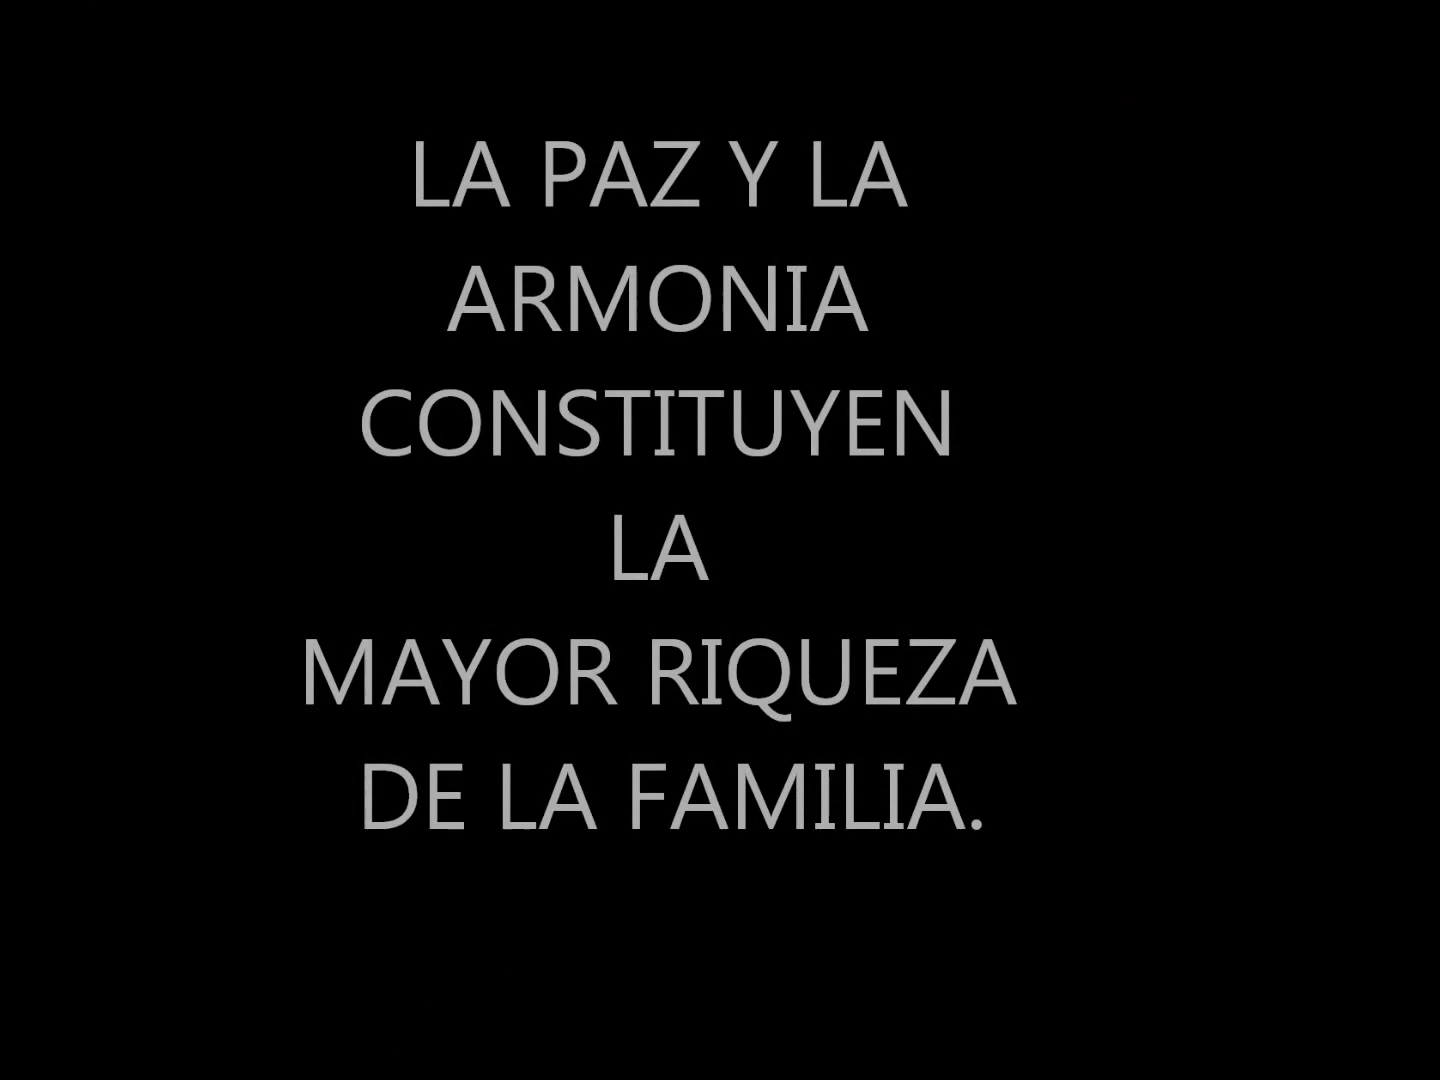 LA PAZ Y LA
ARMONIA
CONSTITUYEN
LA
MAYOR RIQUEZA
DE LA FAMILIA.